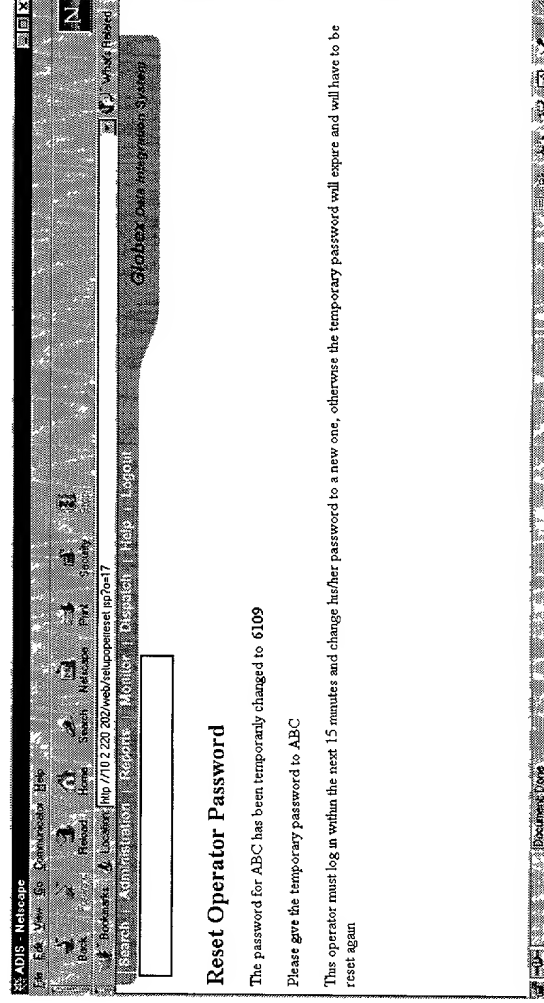 ADIS - Netscape
File Edit View Go Communicator Help
Back Forward Reload Home Search Netscape Print Security Stop
Bookmarks Location: http //10 2 220 202/web/setupoperreset jsp?o=17 What's Related
Search Administration Reports Monitor Dispatch Help Logout
Globex Data Integration System
Reset Operator Password
The password for ABC has been temporarily changed to 6109
Please give the temporary password to ABC
This operator must log in within the next 15 minutes and change his/her password to a new one, otherwise the temporary password will expire and will have to be
reset again
Document: Done